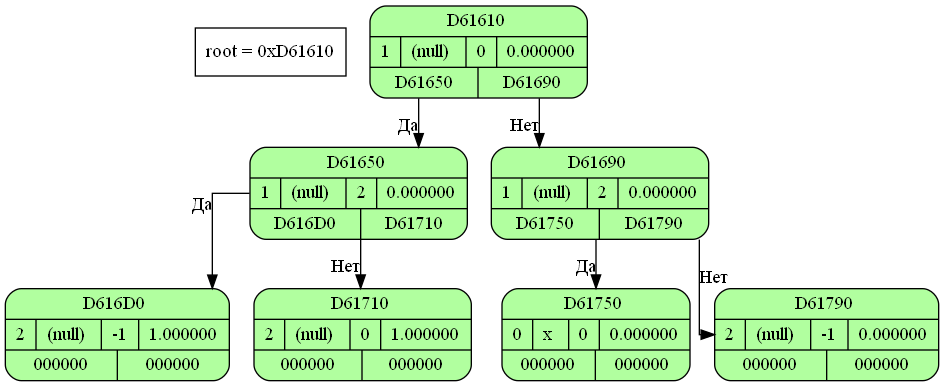 D61610
root = 0xD61610
1 (null) 0 0.000000
D61650 D61690
Да Нет
D61650 D61690
1 (null) 2 0.000000 1 (null) 2 0.000000
D616D0 D61710 D61750 D61790
Да Нет Да Нет
D616D0 D61710 D61750 D61790
2 (null) -1 1.000000 2 (null) 0 1.000000 0 x 0 0.000000 2 (null) -1 0.000000
000000 000000 000000 000000 000000 000000 000000 000000